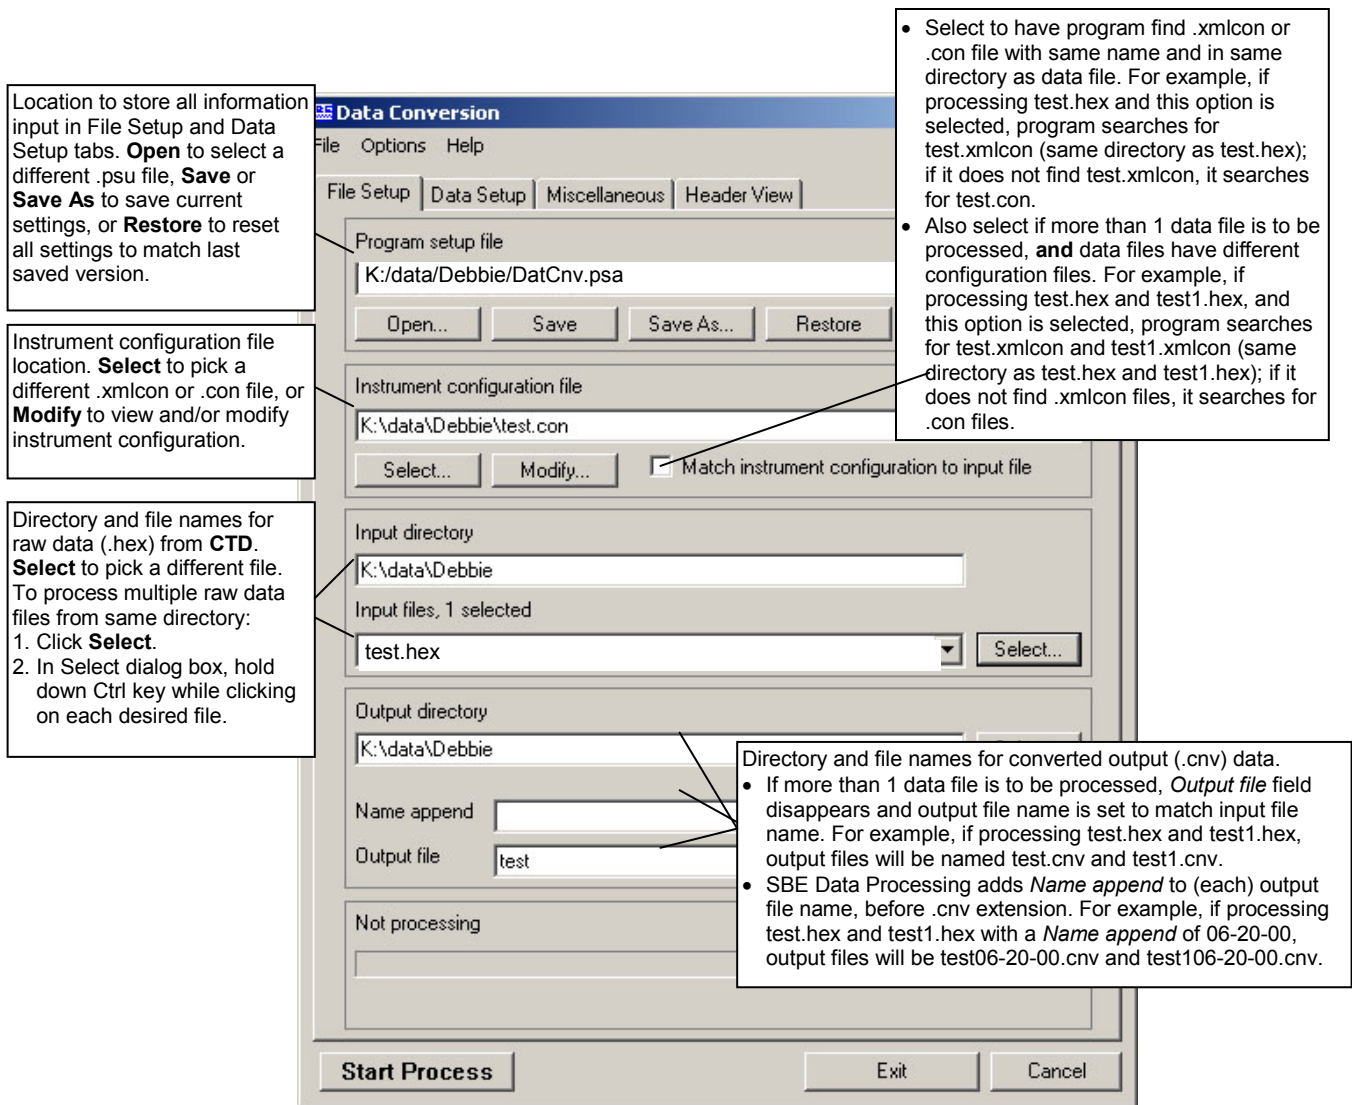 Location to store all information
input in File Setup and Data
Setup tabs. Open to select a
different .psu file, Save or
Save As to save current
settings, or Restore to reset
all settings to match last
saved version.
Instrument configuration file
location. Select to pick a
different .xmlcon or .con file, or
Modify to view and/or modify
instrument configuration.
Directory and file names for
raw data (.hex) from CTD.
Select to pick a different file.
To process multiple raw data
files from same directory:
1. Click Select.
2. In Select dialog box, hold
down Ctrl key while clicking
on each desired file.
Data Conversion
File Options Help
File Setup Data Setup Miscellaneous Header View
Program setup file
K:/data/Debbie/DatCnv.psa
Open... Save Save As... Restore
Instrument configuration file
K:\data\Debbie\test.con
Select... Modify... Match instrument configuration to input file
Input directory
K:\data\Debbie
Input files, 1 selected
test.hex
Select...
Output directory
K:\data\Debbie
Name append
Output file test
Not processing
Start Process Exit Cancel
• Select to have program find .xmlcon or
.con file with same name and in same
directory as data file. For example, if
processing test.hex and this option is
selected, program searches for
test.xmlcon (same directory as test.hex);
if it does not find test.xmlcon, it searches
for test.con.
• Also select if more than 1 data file is to be
processed, and data files have different
configuration files. For example, if
processing test.hex and test1.hex, and
this option is selected, program searches
for test.xmlcon and test1.xmlcon (same
directory as test.hex and test1.hex); if it
does not find .xmlcon files, it searches for
.con files.
Directory and file names for converted output (.cnv) data.
• If more than 1 data file is to be processed, Output file field
disappears and output file name is set to match input file
name. For example, if processing test.hex and test1.hex,
output files will be named test.cnv and test1.cnv.
• SBE Data Processing adds Name append to (each) output
file name, before .cnv extension. For example, if processing
test.hex and test1.hex with a Name append of 06-20-00,
output files will be test06-20-00.cnv and test106-20-00.cnv.